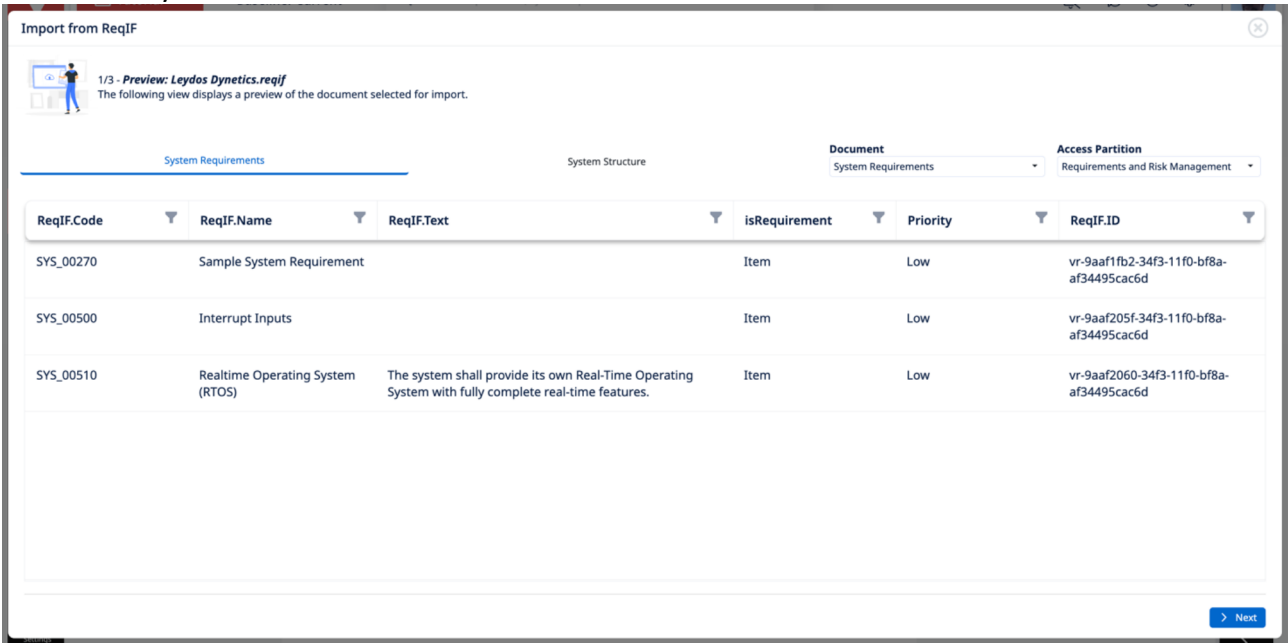 Import from ReqIF
1/3 - Preview: Leydos Dynetics.reqif
The following view displays a preview of the document selected for import.
System Requirements
System Structure
Document
System Requirements
Access Partition
Requirements and Risk Management
ReqIF.Code ReqIF.Name ReqIF.Text isRequirement Priority ReqIF.ID
SYS_00270 Sample System Requirement Item Low vr-9aaf1fb2-34f3-11f0-bf8a-
af34495cac6d
SYS_00500 Interrupt Inputs Item Low vr-9aaf205f-34f3-11f0-bf8a-
af34495cac6d
SYS_00510 Realtime Operating System The system shall provide its own Real-Time Operating Item Low vr-9aaf2060-34f3-11f0-bf8a-
(RTOS) System with fully complete real-time features. af34495cac6d
> Next